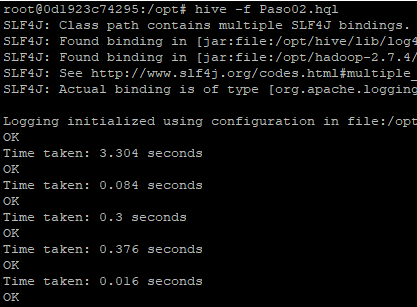 root@0d1923c74295:/opt# hive -f Paso02.hql
SLF4J: Class path contains multiple SLF4J bindings.
SLF4J: Found binding in [jar:file:/opt/hive/lib/log4
SLF4J: Found binding in [jar:file:/opt/hadoop-2.7.4/
SLF4J: See http://www.slf4j.org/codes.html#multiple_
SLF4J: Actual binding is of type [org.apache.logging
Logging initialized using configuration in file:/opt
OK
Time taken: 3.304 seconds
OK
Time taken: 0.084 seconds
OK
Time taken: 0.3 seconds
OK
Time taken: 0.376 seconds
OK
Time taken: 0.016 seconds
OK